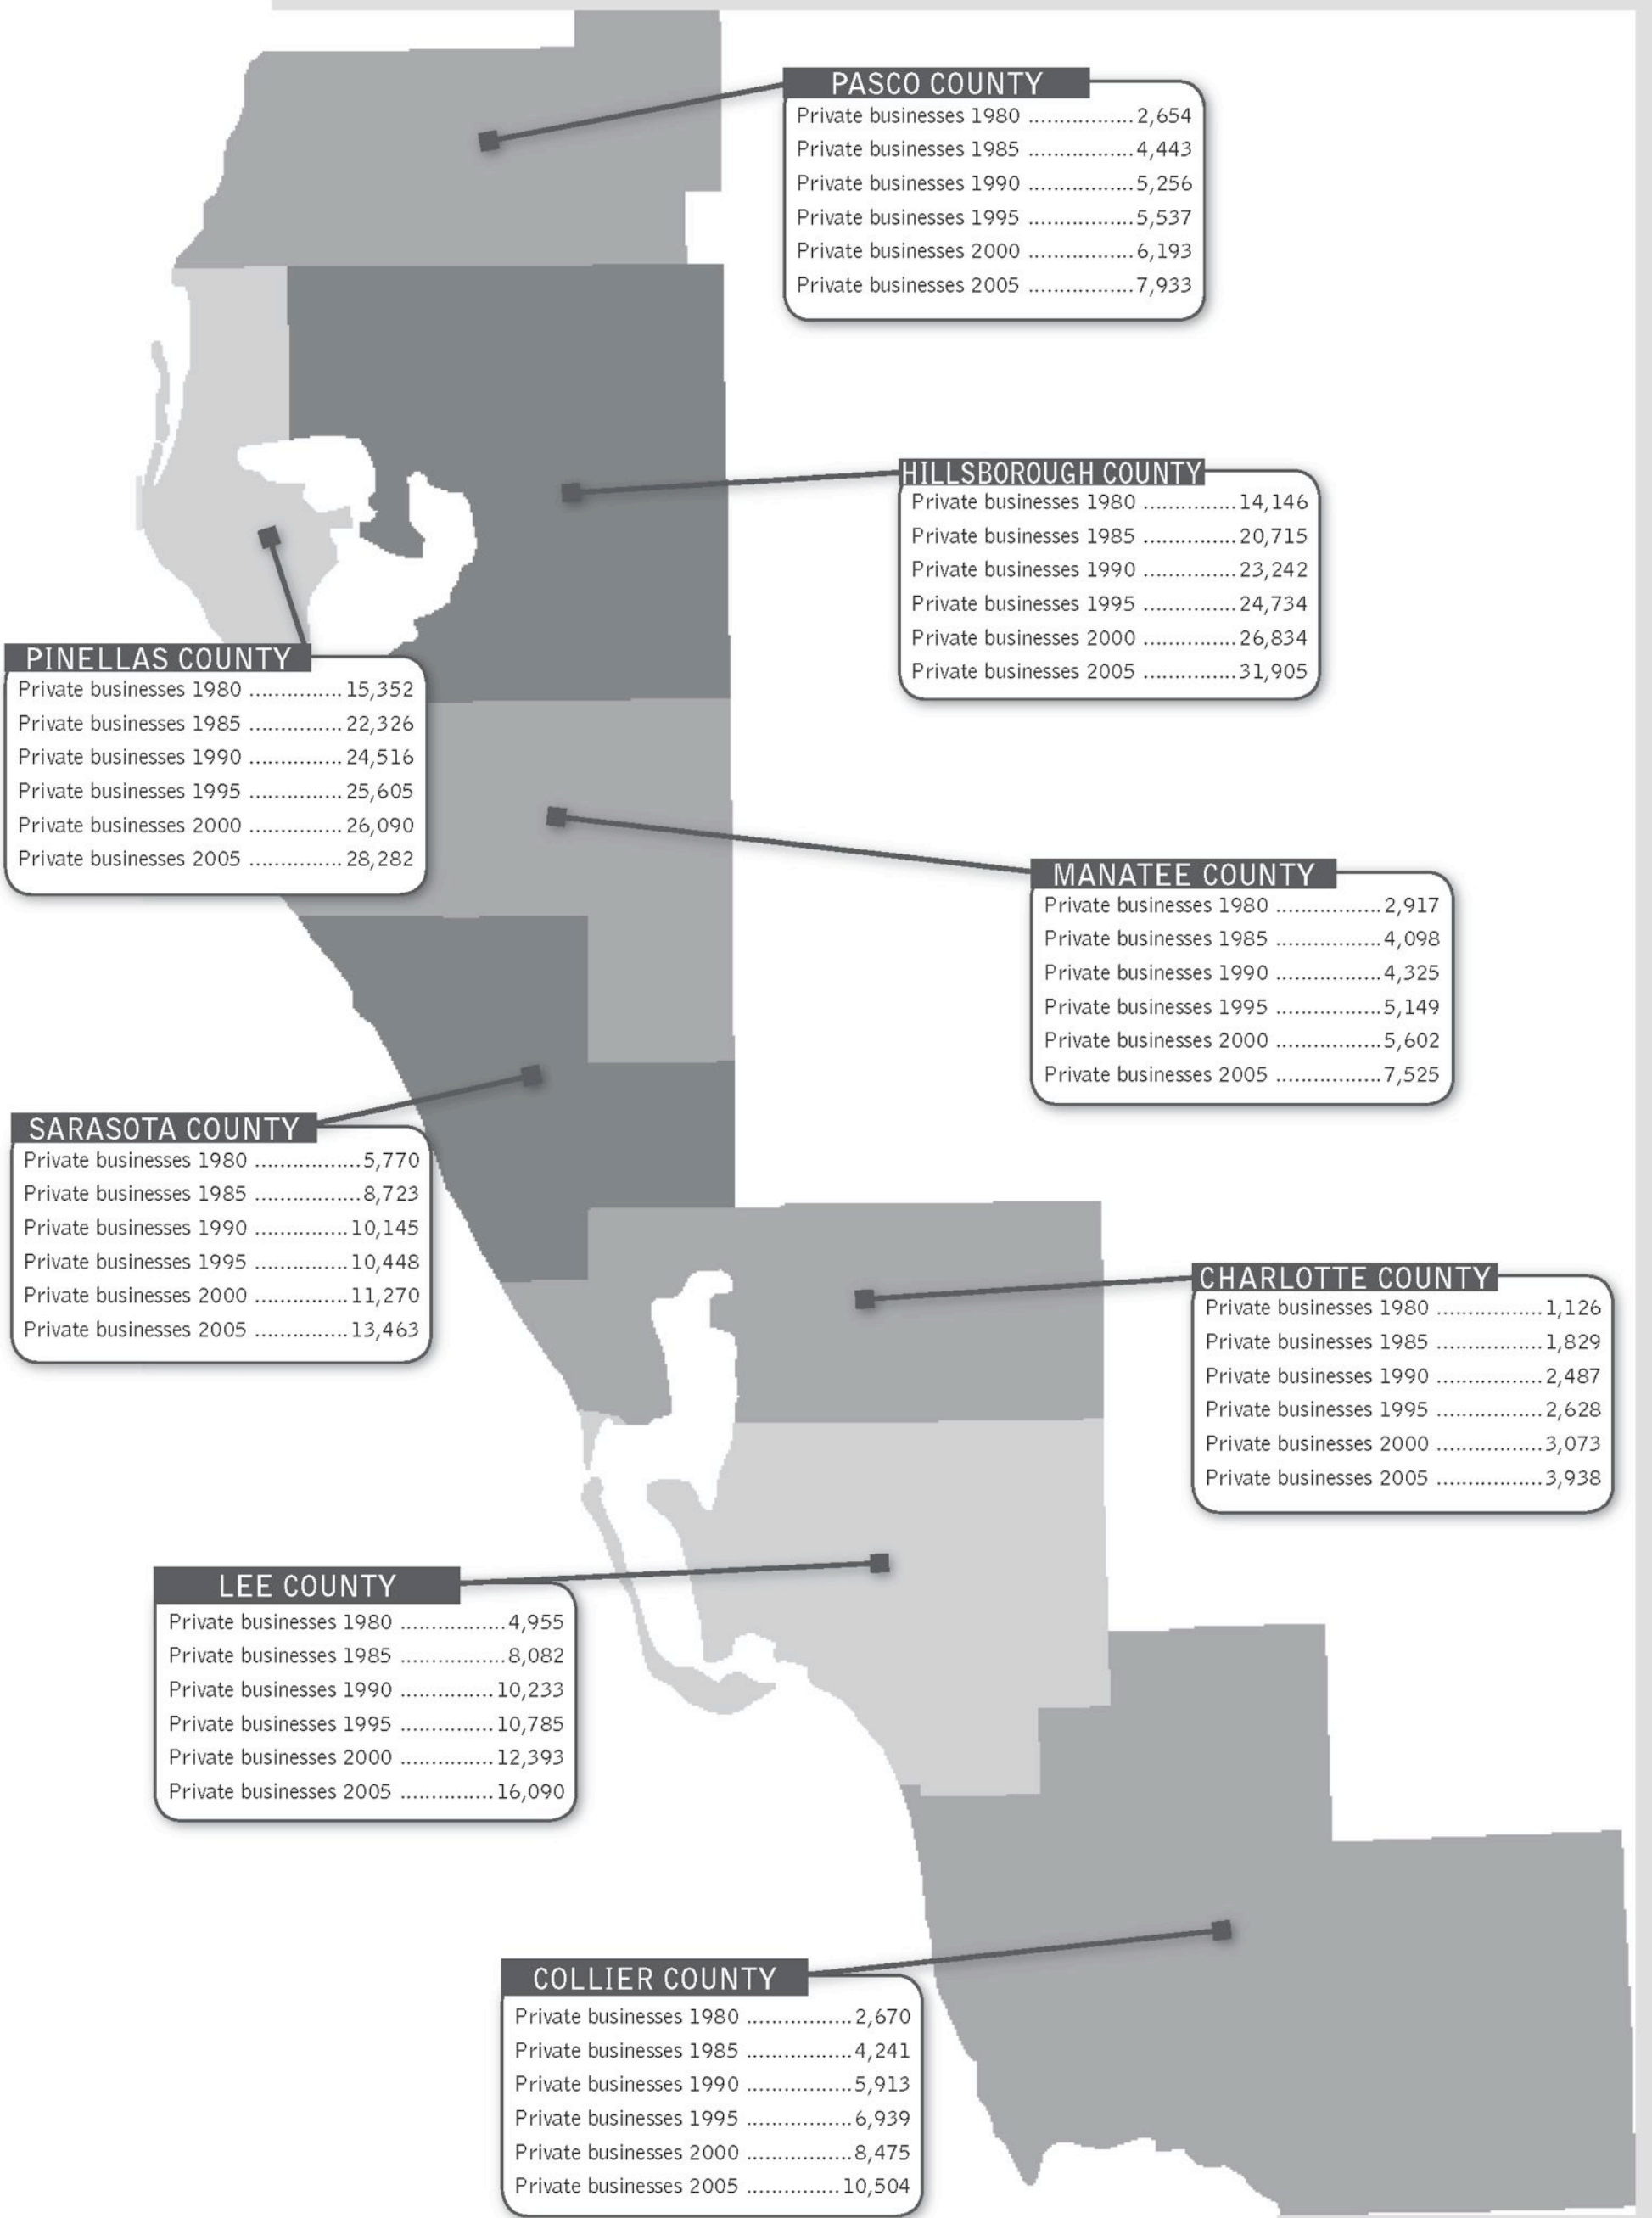 PASCO COUNTY
Private businesses 1980 .................2,654
Private businesses 1985 .................4,443
Private businesses 1990 .................5,256
Private businesses 1995 .................5,537
Private businesses 2000 .................6,193
Private businesses 2005 .................7,933
HILLSBOROUGH COUNTY
Private businesses 1980 ...............14,146
Private businesses 1985 ...............20,715
Private businesses 1990 ...............23,242
Private businesses 1995 ...............24,734
Private businesses 2000 ...............26,834
Private businesses 2005 ...............31,905
PINELLAS COUNTY
Private businesses 1980 ...............15,352
Private businesses 1985 ...............22,326
Private businesses 1990 ...............24,516
Private businesses 1995 ...............25,605
Private businesses 2000 ...............26,090
Private businesses 2005 ...............28,282
MANATEE COUNTY
Private businesses 1980 .................2,917
Private businesses 1985 .................4,098
Private businesses 1990 .................4,325
Private businesses 1995 .................5,149
Private businesses 2000 .................5,602
Private businesses 2005 .................7,525
SARASOTA COUNTY
Private businesses 1980 .................5,770
Private businesses 1985 .................8,723
Private businesses 1990 ...............10,145
Private businesses 1995 ...............10,448
Private businesses 2000 ...............11,270
Private businesses 2005 ...............13,463
CHARLOTTE COUNTY
Private businesses 1980 .................1,126
Private businesses 1985 .................1,829
Private businesses 1990 .................2,487
Private businesses 1995 .................2,628
Private businesses 2000 .................3,073
Private businesses 2005 .................3,938
LEE COUNTY
Private businesses 1980 .................4,955
Private businesses 1985 .................8,082
Private businesses 1990 ...............10,233
Private businesses 1995 ...............10,785
Private businesses 2000 ...............12,393
Private businesses 2005 ...............16,090
COLLIER COUNTY
Private businesses 1980 .................2,670
Private businesses 1985 .................4,241
Private businesses 1990 .................5,913
Private businesses 1995 .................6,939
Private businesses 2000 .................8,475
Private businesses 2005 ...............10,504